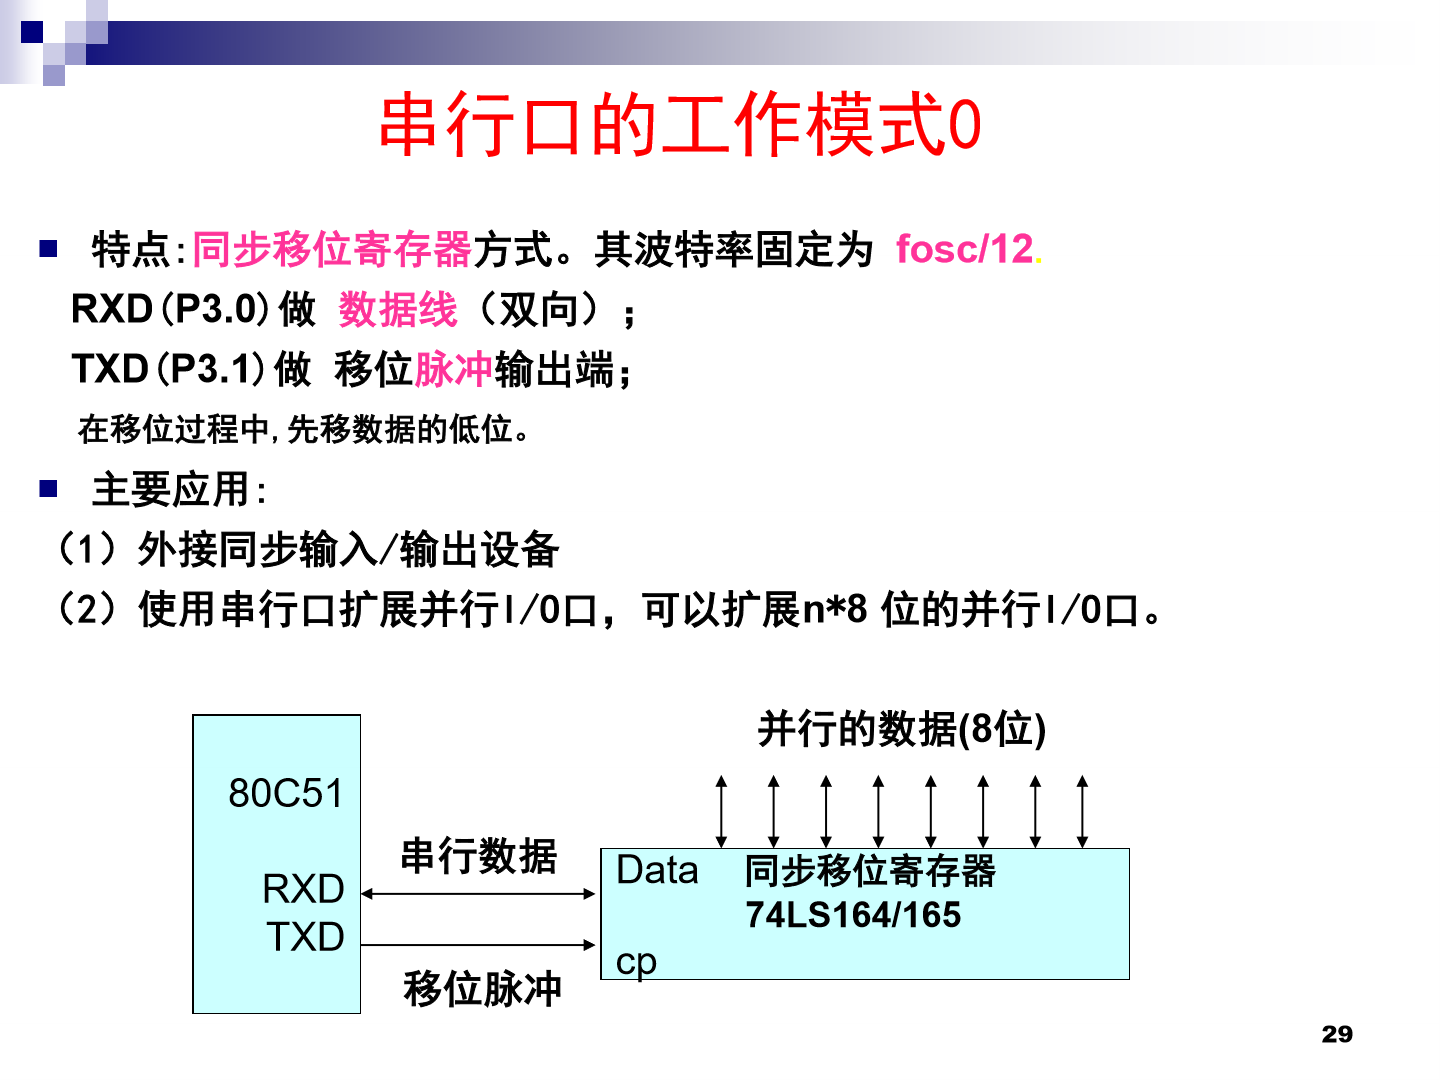 串行口的工作模式0
特点:同步移位寄存器方式。其波特率固定为 fosc/12.
RXD(P3.0)做 数据线（双向）；
TXD(P3.1)做 移位脉冲输出端；
在移位过程中,先移数据的低位。
主要应用:
（1）外接同步输入/输出设备
（2）使用串行口扩展并行I/O口，可以扩展n*8 位的并行I/O口。
并行的数据(8位)
80C51
串行数据
Data 同步移位寄存器
RXD
74LS164/165
TXD
cp
移位脉冲
29